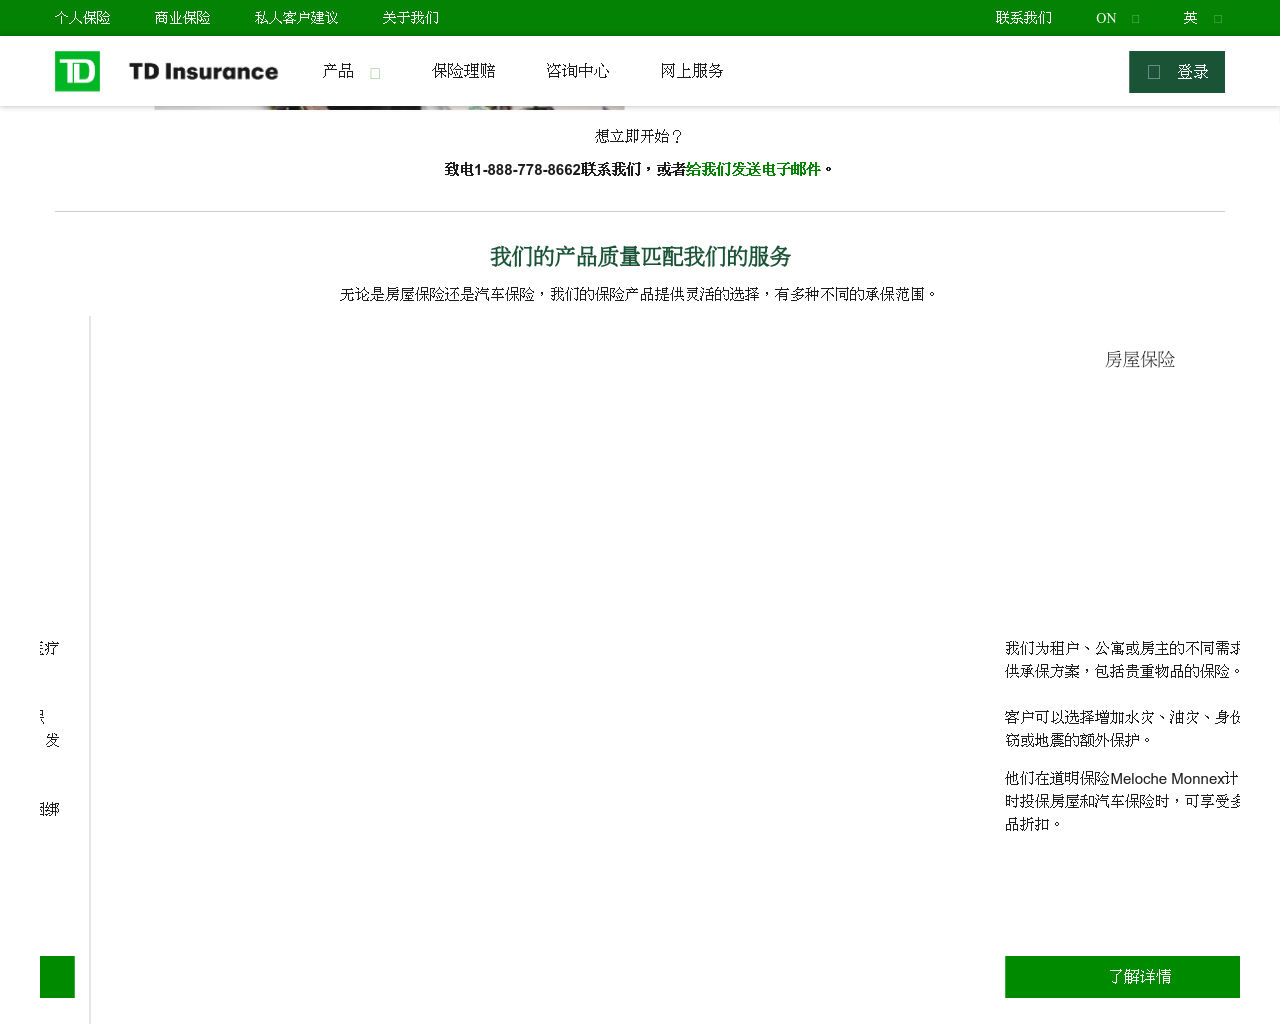 个人保险 商业保险 私人客户建议 关于我们 联系我们 ON 英
TD TD Insurance 产品 保险理赔 咨询中心 网上服务 登录
想立即开始？
致电1-888-778-8662联系我们，或者给我们发送电子邮件。
我们的产品质量匹配我们的服务
无论是房屋保险还是汽车保险，我们的保险产品提供灵活的选择，有多种不同的承保范围。
房屋保险
疗
发
绑
我们为租户、公寓或房主的不同需求
供承保方案，包括贵重物品的保险。
客户可以选择增加水灾、油灾、身份
窃或地震的额外保护。
他们在道明保险Meloche Monnex计
时投保房屋和汽车保险时，可享受多
品折扣。
了解详情